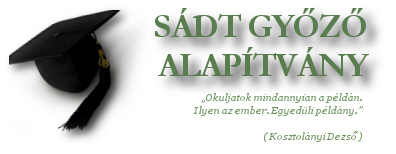 SÁDT GYŐZŐ
ALAPÍTVÁNY
„Okuljatok mindannyian a példán.
Ilyen az ember. Egyedüli példány.”
( Kosztolányi Dezső )